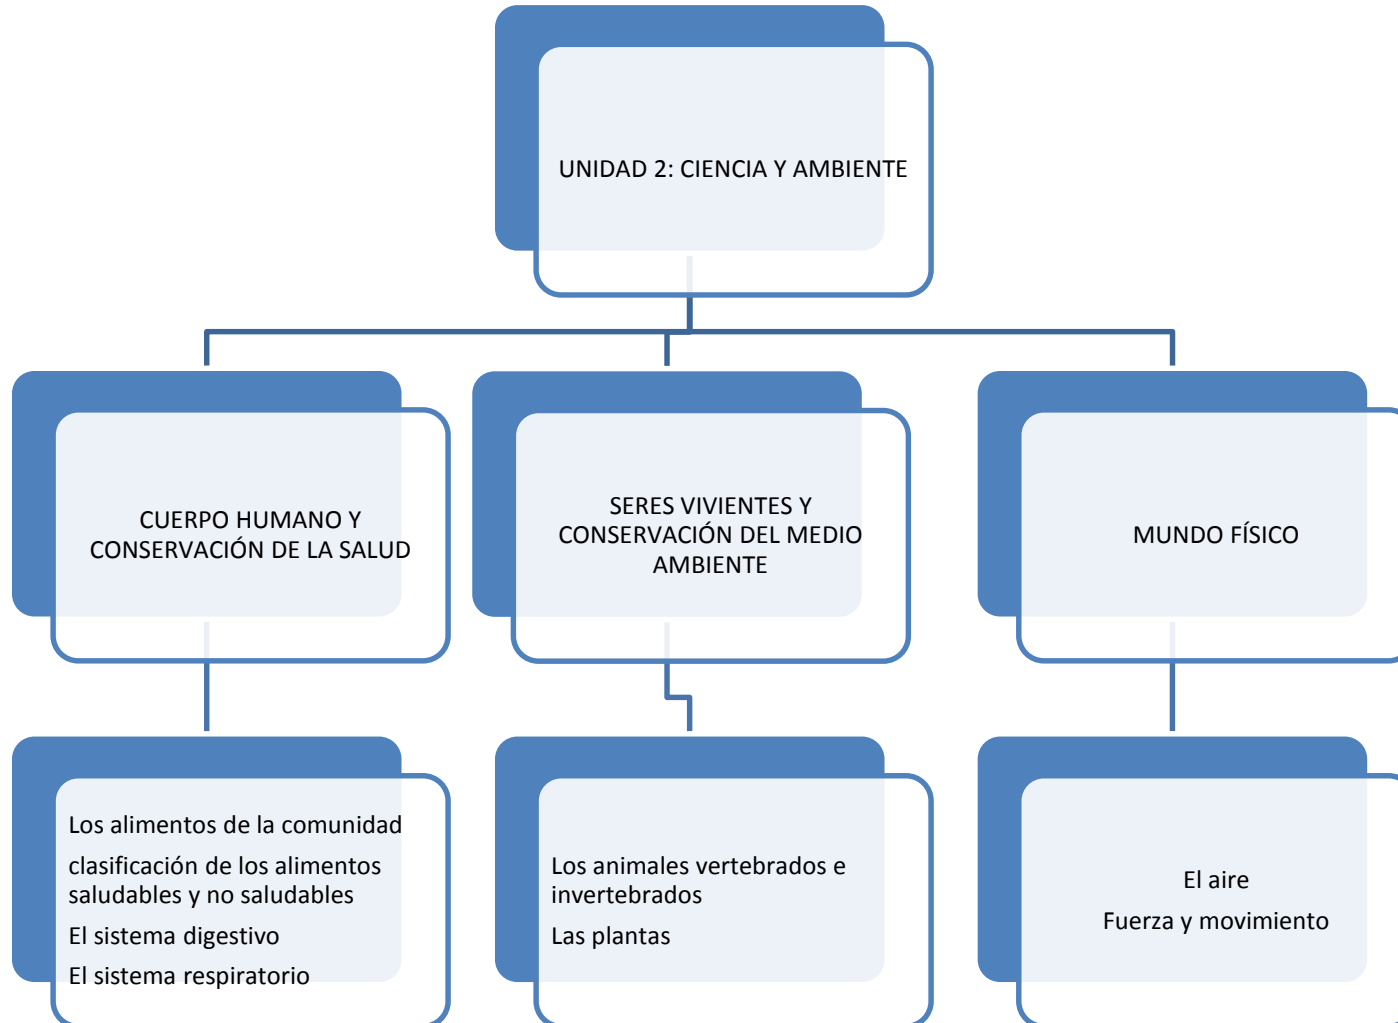 UNIDAD 2: CIENCIA Y AMBIENTE
CUERPO HUMANO Y
CONSERVACIÓN DE LA SALUD
SERES VIVIENTES Y
CONSERVACIÓN DEL MEDIO
AMBIENTE
MUNDO FÍSICO
Los alimentos de la comunidad
clasificación de los alimentos
saludables y no saludables
El sistema digestivo
El sistema respiratorio
Los animales vertebrados e
invertebrados
Las plantas
El aire
Fuerza y movimiento